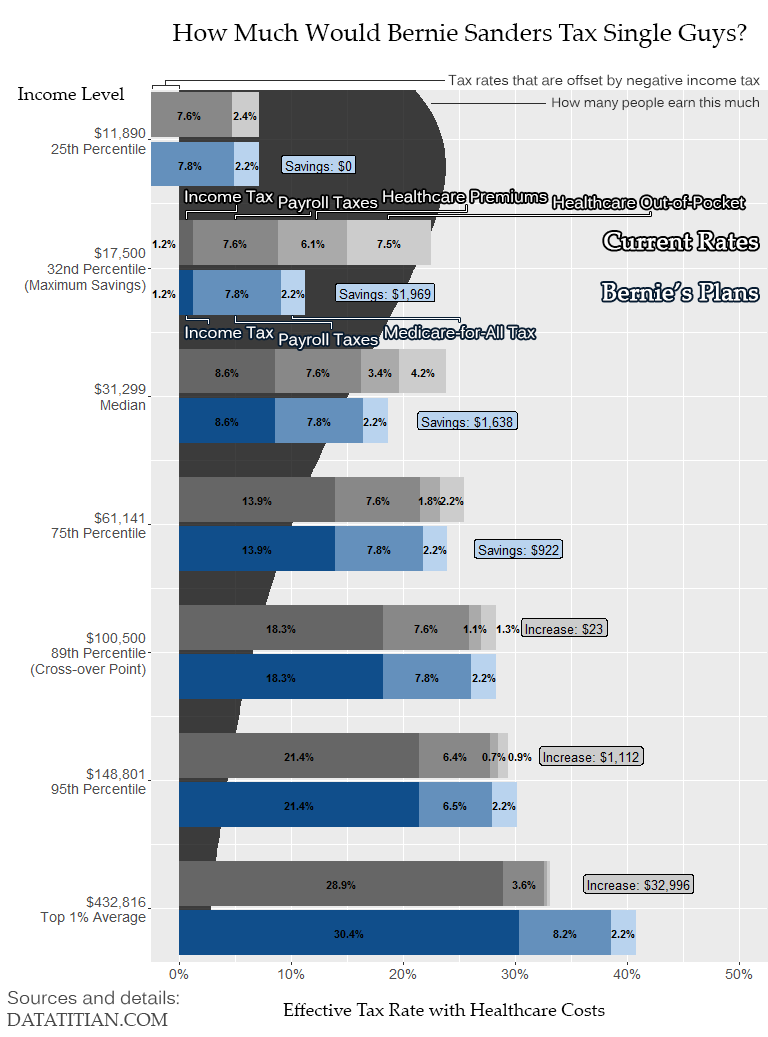 How Much Would Bernie Sanders Tax Single Guys?
Tax rates that are offset by negative income tax
Income Level
How many people earn this much
7.6% 2.4%
$11,890
25th Percentile
7.8% 2.2% Savings: $0
Income Tax Payroll Taxes Healthcare Premiums Healthcare Out-of-Pocket
1.2% 7.6% 6.1% 7.5% Current Rates
$17,500
32nd Percentile
(Maximum Savings)
1.2% 7.8% 2.2% Savings: $1,969 Bernie's Plans
Income Tax Payroll Taxes Medicare-for-All Tax
8.6% 7.6% 3.4% 4.2%
$31,299
Median
8.6% 7.8% 2.2% Savings: $1,638
13.9% 7.6% 1.8% 2.2%
$61,141
75th Percentile
13.9% 7.8% 2.2% Savings: $922
18.3% 7.6% 1.1% 1.3% Increase: $23
$100,500
89th Percentile
(Cross-over Point)
18.3% 7.8% 2.2%
21.4% 6.4% 0.7% 0.9% Increase: $1,112
$148,801
95th Percentile
21.4% 6.5% 2.2%
28.9% 3.6% Increase: $32,996
$432,816
Top 1% Average
30.4% 8.2% 2.2%
0% 10% 20% 30% 40% 50%
Sources and details:
DATATITIAN.COM
Effective Tax Rate with Healthcare Costs